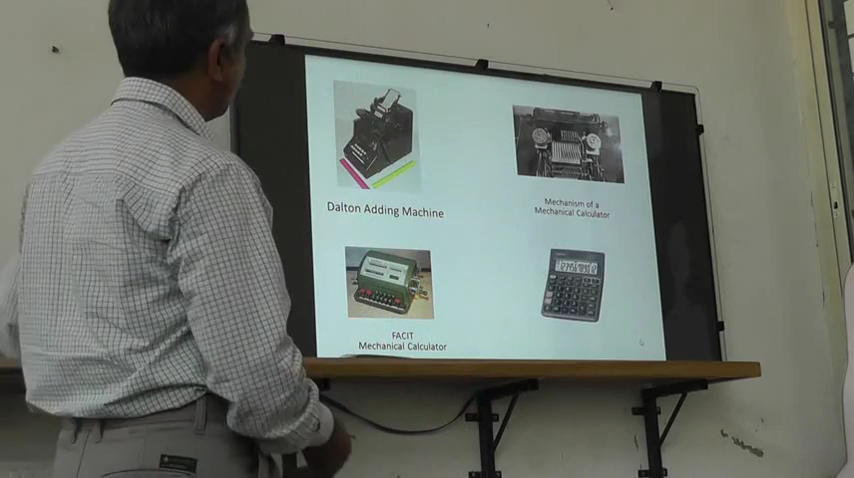 Dalton Adding Machine
Mechanism of a
Mechanical Calculator
FACIT
Mechanical Calculator